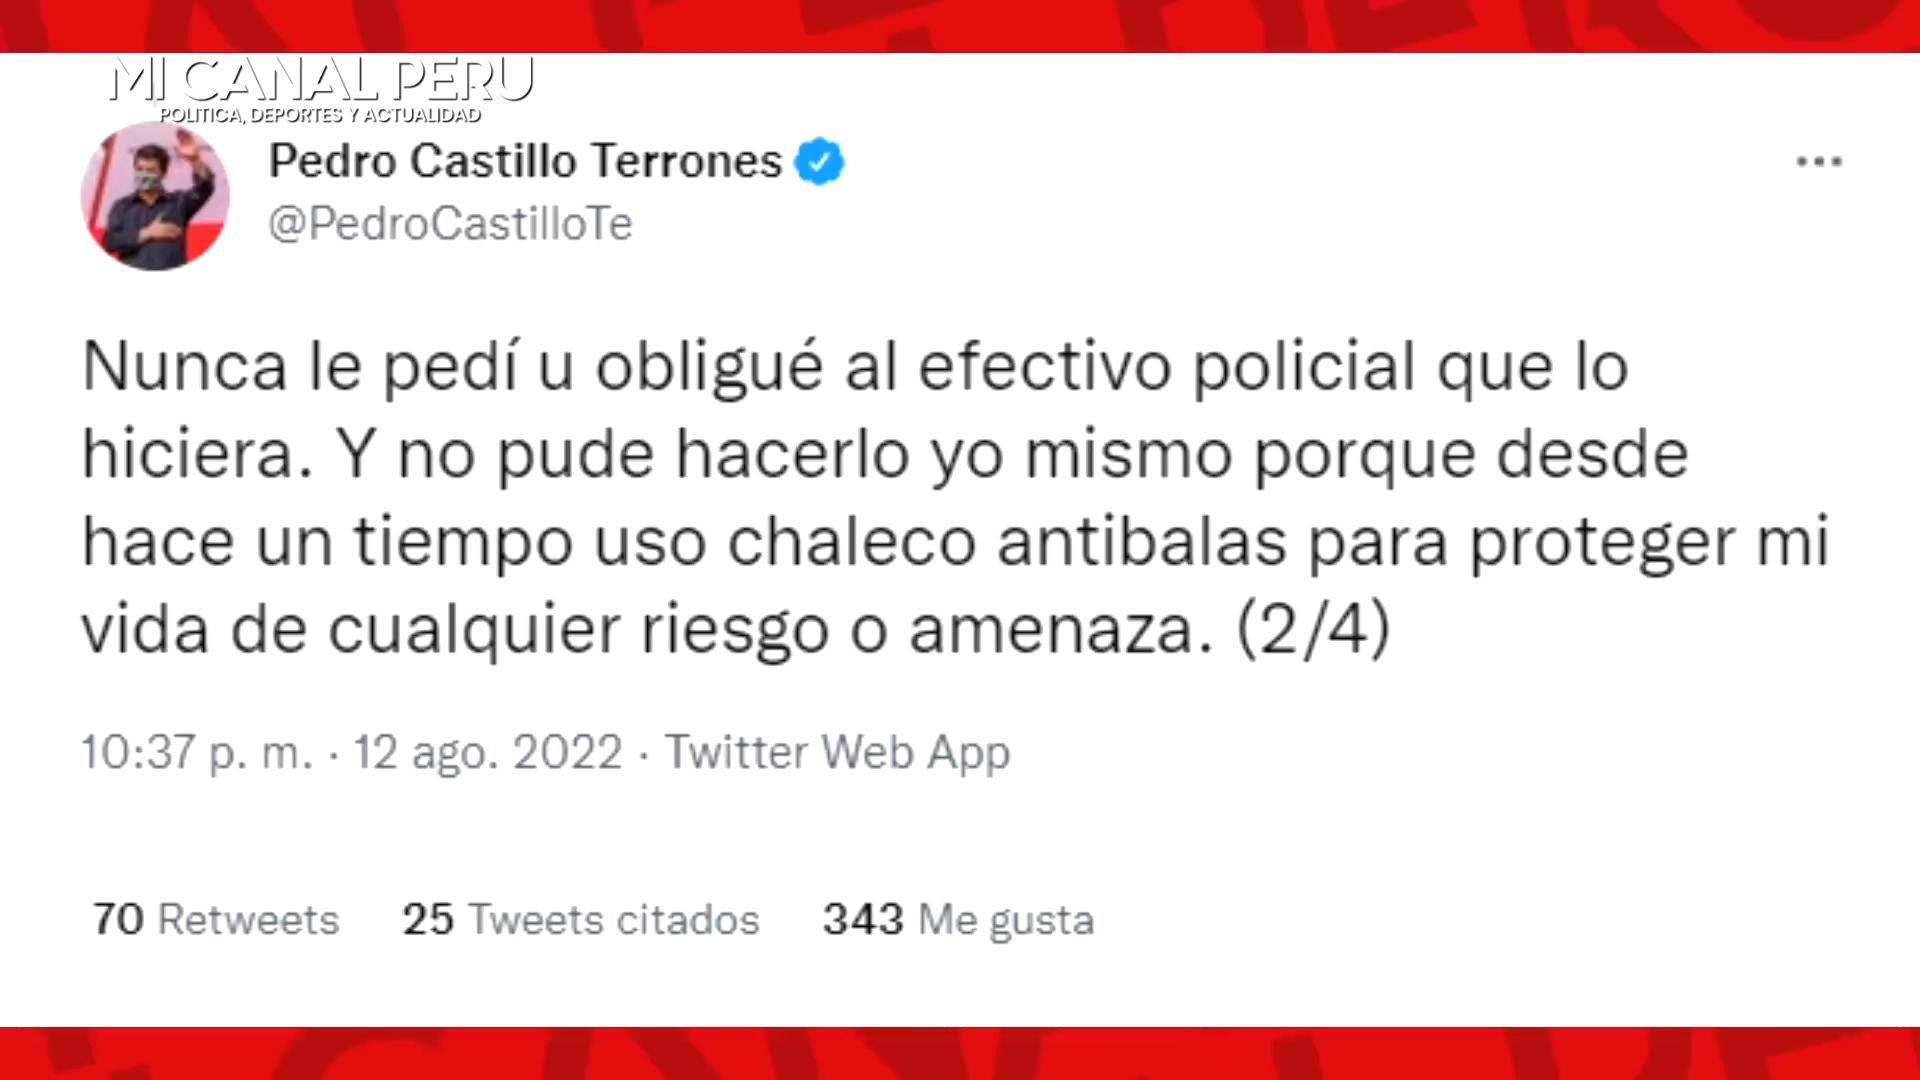 MI CANAL PERU
POLITICA, DEPORTES Y ACTUALIDAD
Pedro Castillo Terrones
@PedroCastilloTe
Nunca le pedí u obligué al efectivo policial que lo
hiciera. Y no pude hacerlo yo mismo porque desde
hace un tiempo uso chaleco antibalas para proteger mi
vida de cualquier riesgo o amenaza. (2/4)
10:37 p. m. · 12 ago. 2022 · Twitter Web App
70 Retweets 25 Tweets citados 343 Me gusta